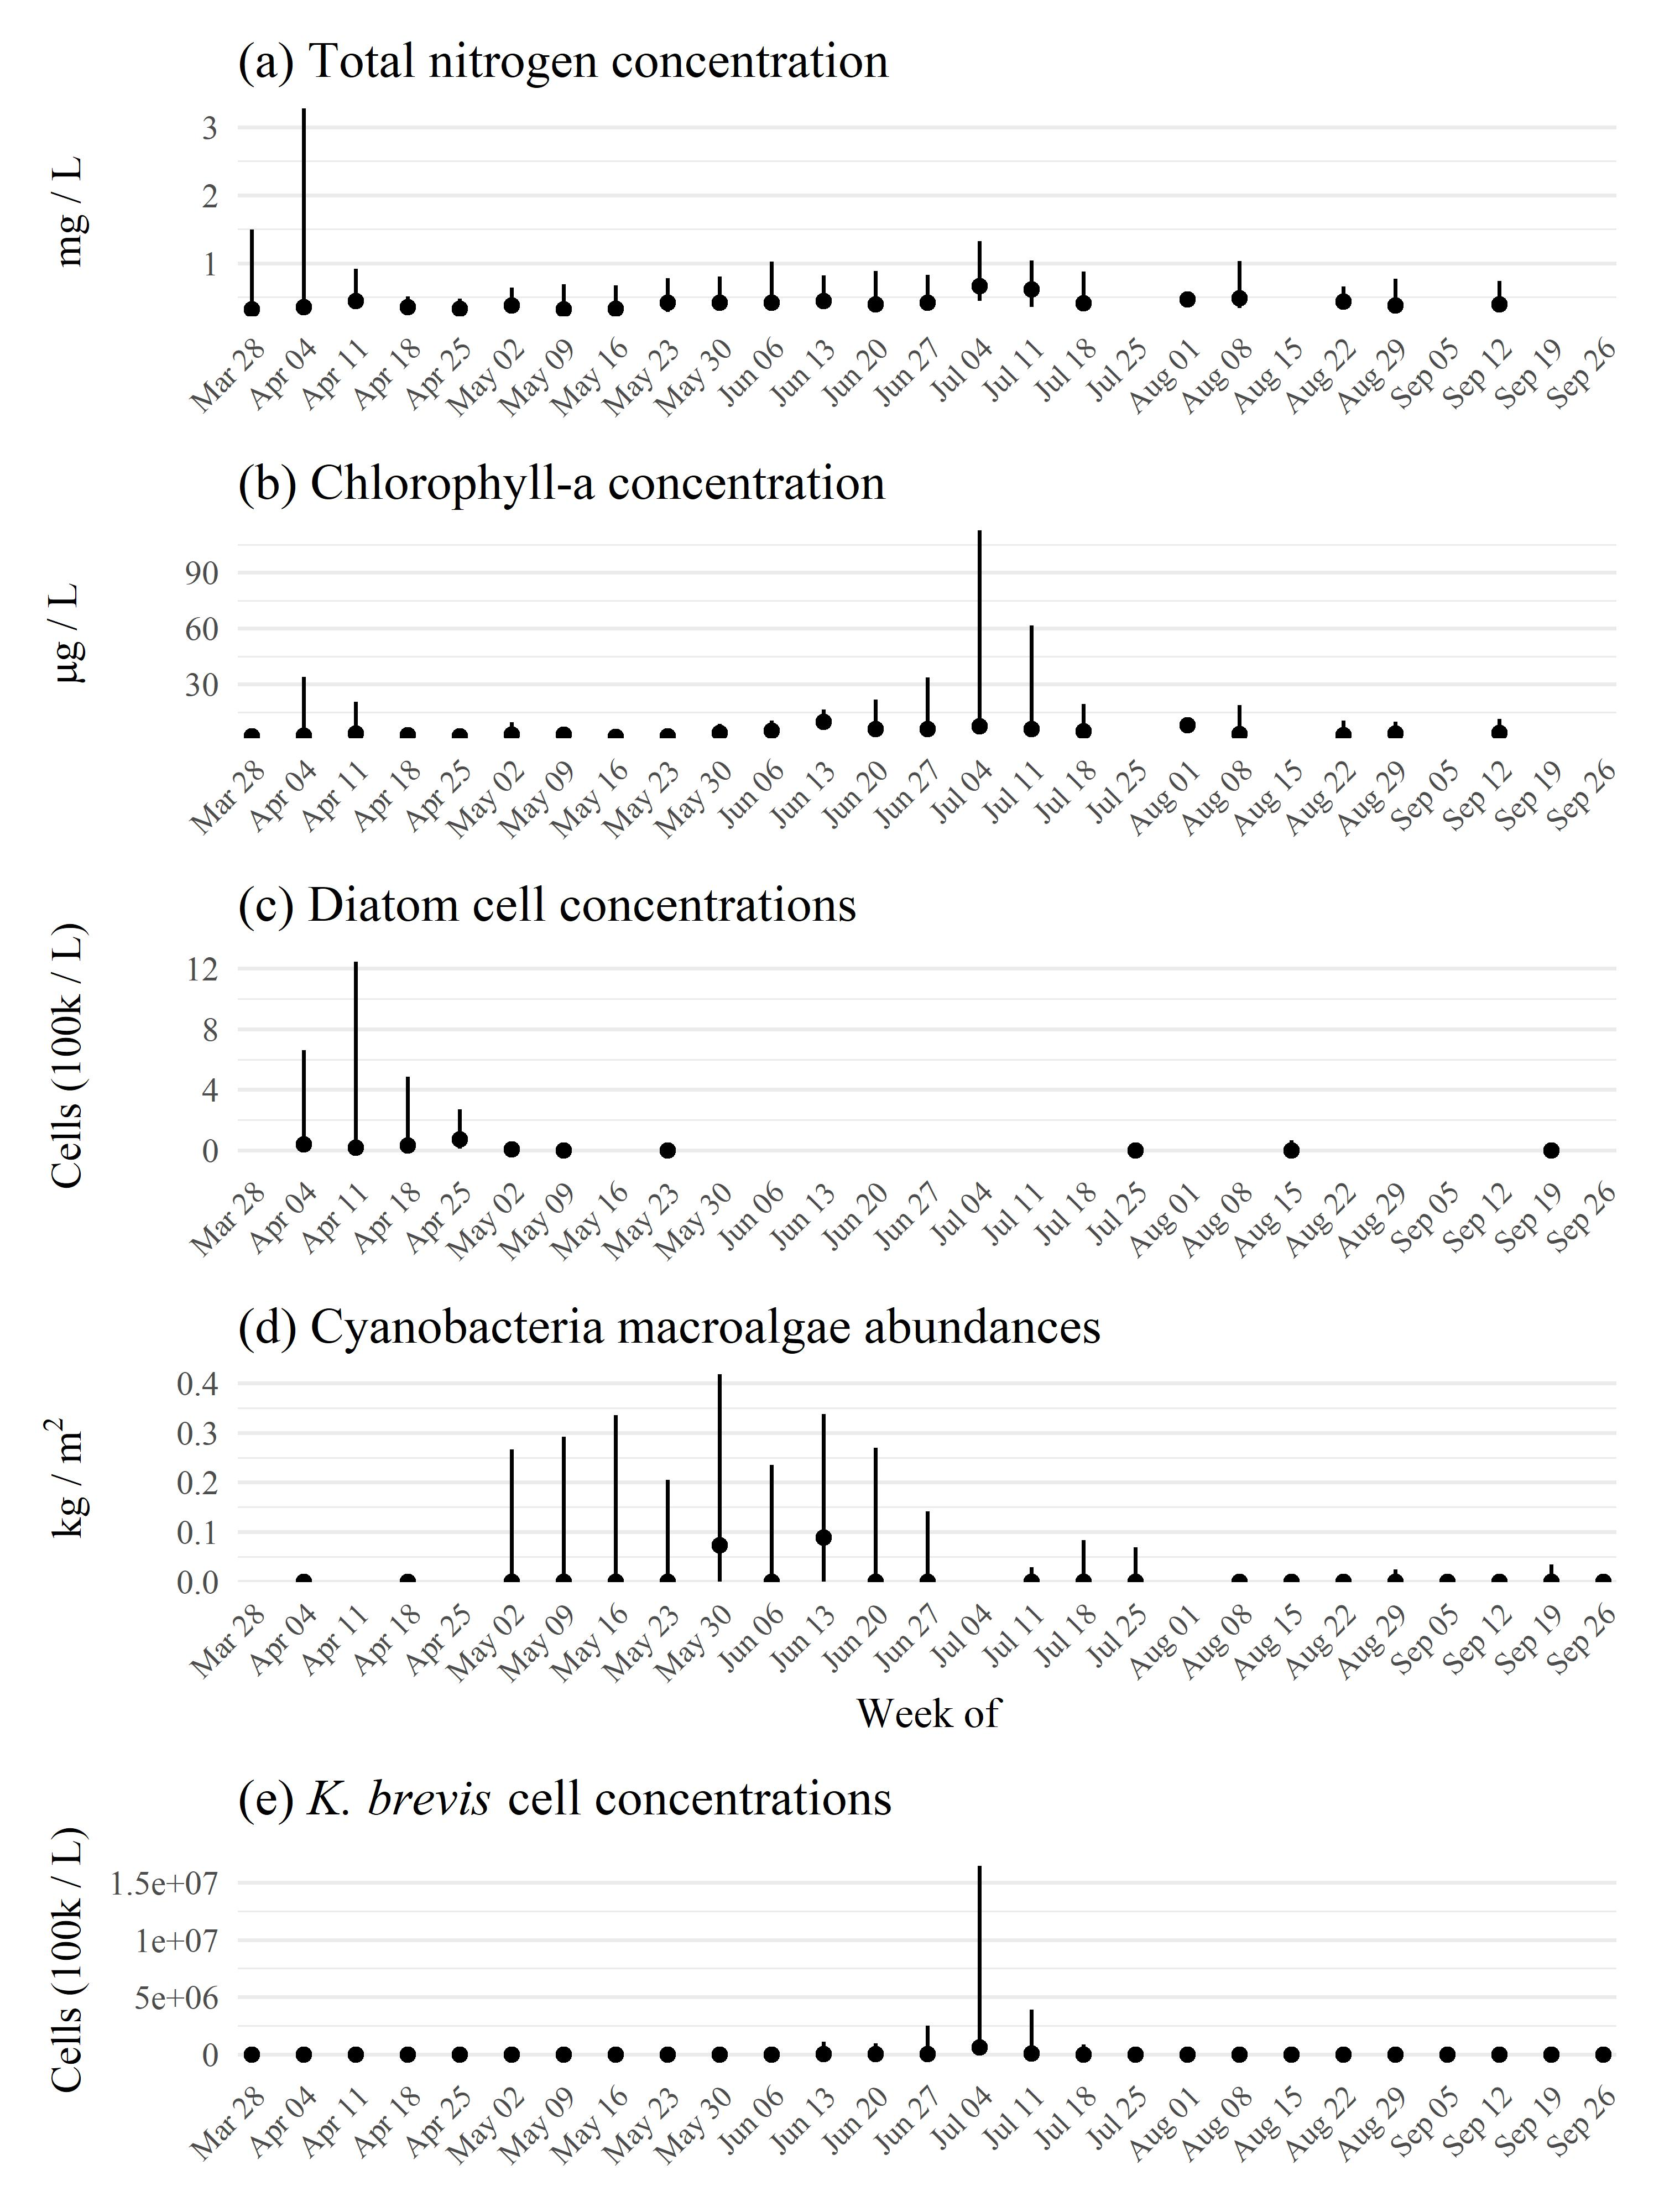 (a) Total nitrogen concentration
mg / L
3
2
1
Mar 28 Apr 04 Apr 11 Apr 18 Apr 25 May 02 May 09 May 16 May 23 May 30 Jun 06 Jun 13 Jun 20 Jun 27 Jul 04 Jul 11 Jul 18 Jul 25 Aug 01 Aug 08 Aug 15 Aug 22 Aug 29 Sep 05 Sep 12 Sep 19 Sep 26
(b) Chlorophyll-a concentration
µg / L
90
60
30
Mar 28 Apr 04 Apr 11 Apr 18 Apr 25 May 02 May 09 May 16 May 23 May 30 Jun 06 Jun 13 Jun 20 Jun 27 Jul 04 Jul 11 Jul 18 Jul 25 Aug 01 Aug 08 Aug 15 Aug 22 Aug 29 Sep 05 Sep 12 Sep 19 Sep 26
(c) Diatom cell concentrations
Cells (100k / L)
12
8
4
0
Mar 28 Apr 04 Apr 11 Apr 18 Apr 25 May 02 May 09 May 16 May 23 May 30 Jun 06 Jun 13 Jun 20 Jun 27 Jul 04 Jul 11 Jul 18 Jul 25 Aug 01 Aug 08 Aug 15 Aug 22 Aug 29 Sep 05 Sep 12 Sep 19 Sep 26
(d) Cyanobacteria macroalgae abundances
kg / m²
0.4
0.3
0.2
0.1
0.0
Mar 28 Apr 04 Apr 11 Apr 18 Apr 25 May 02 May 09 May 16 May 23 May 30 Jun 06 Jun 13 Jun 20 Jun 27 Jul 04 Jul 11 Jul 18 Jul 25 Aug 01 Aug 08 Aug 15 Aug 22 Aug 29 Sep 05 Sep 12 Sep 19 Sep 26
Week of
(e) K. brevis cell concentrations
Cells (100k / L)
1.5e+07
1e+07
5e+06
0
Mar 28 Apr 04 Apr 11 Apr 18 Apr 25 May 02 May 09 May 16 May 23 May 30 Jun 06 Jun 13 Jun 20 Jun 27 Jul 04 Jul 11 Jul 18 Jul 25 Aug 01 Aug 08 Aug 15 Aug 22 Aug 29 Sep 05 Sep 12 Sep 19 Sep 26